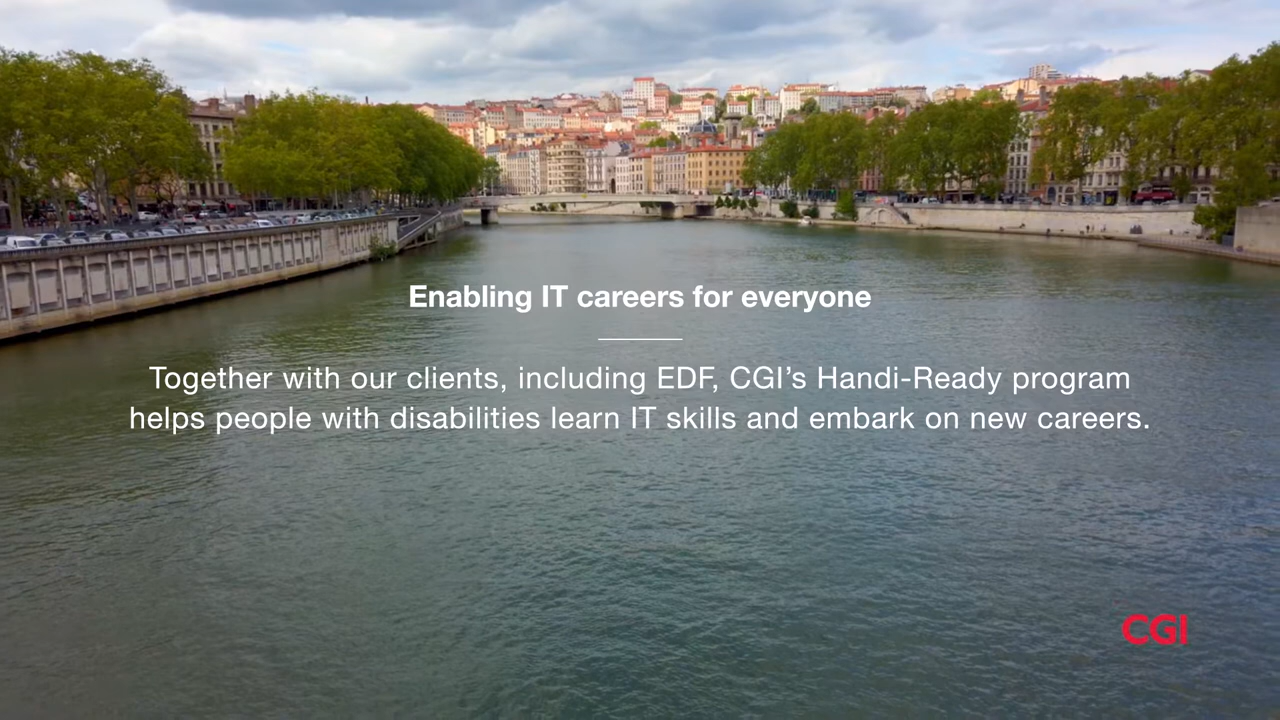 Enabling IT careers for everyone
Together with our clients, including EDF, CGI’s Handi-Ready program
helps people with disabilities learn IT skills and embark on new careers.
CGI